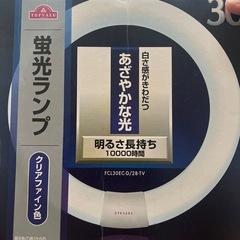 TOPVALU
30
蛍光ランプ
クリアファイン色
白さ感がきわだつ
あざやかな光
明るさ長持ち
10000時間
FCL30EC-D/28-TV